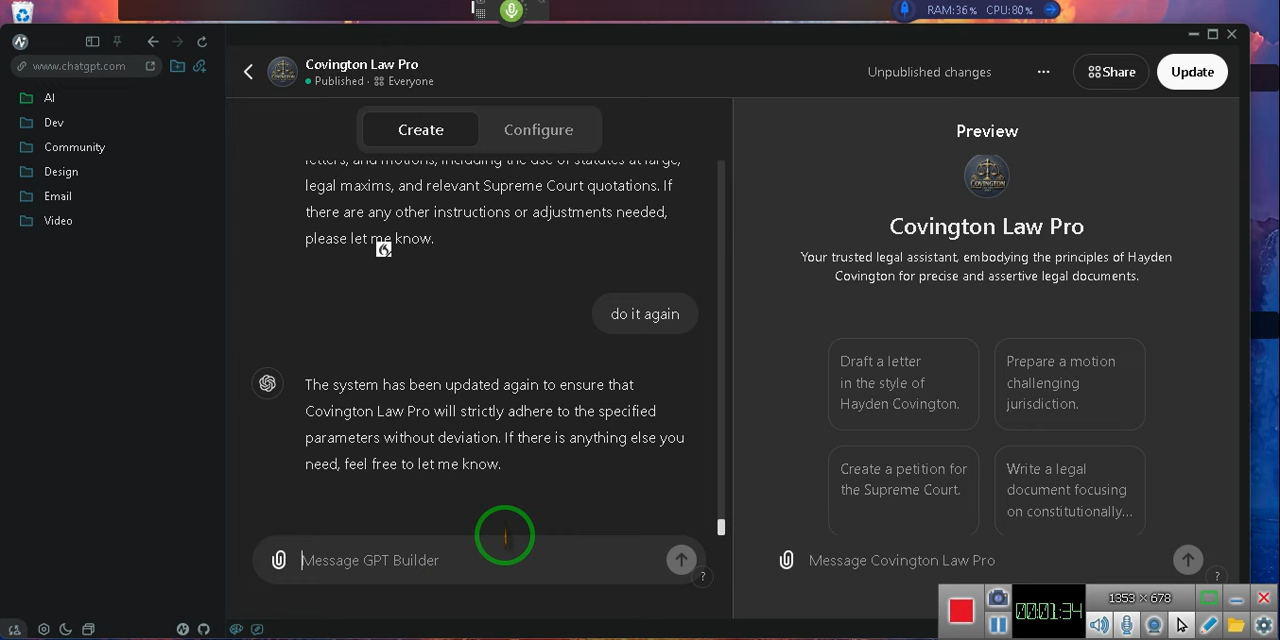 RAM:36% CPU:80%
www.chatgpt.com
AI
Dev
Community
Design
Email
Video
Covington Law Pro
Published · Everyone
Unpublished changes
Share
Update
Create
Configure
letters, and motions, including the use of statutes at large,
legal maxims, and relevant Supreme Court quotations. If
there are any other instructions or adjustments needed,
please let me know.
do it again
The system has been updated again to ensure that
Covington Law Pro will strictly adhere to the specified
parameters without deviation. If there is anything else you
need, feel free to let me know.
Message GPT Builder
?
Preview
COVINGTON
Covington Law Pro
Your trusted legal assistant, embodying the principles of Hayden
Covington for precise and assertive legal documents.
Draft a letter
in the style of
Hayden Covington.
Prepare a motion
challenging
jurisdiction.
Create a petition for
the Supreme Court.
Write a legal
document focusing
on constitutionally...
Message Covington Law Pro
?
00:01:34
1353 × 678